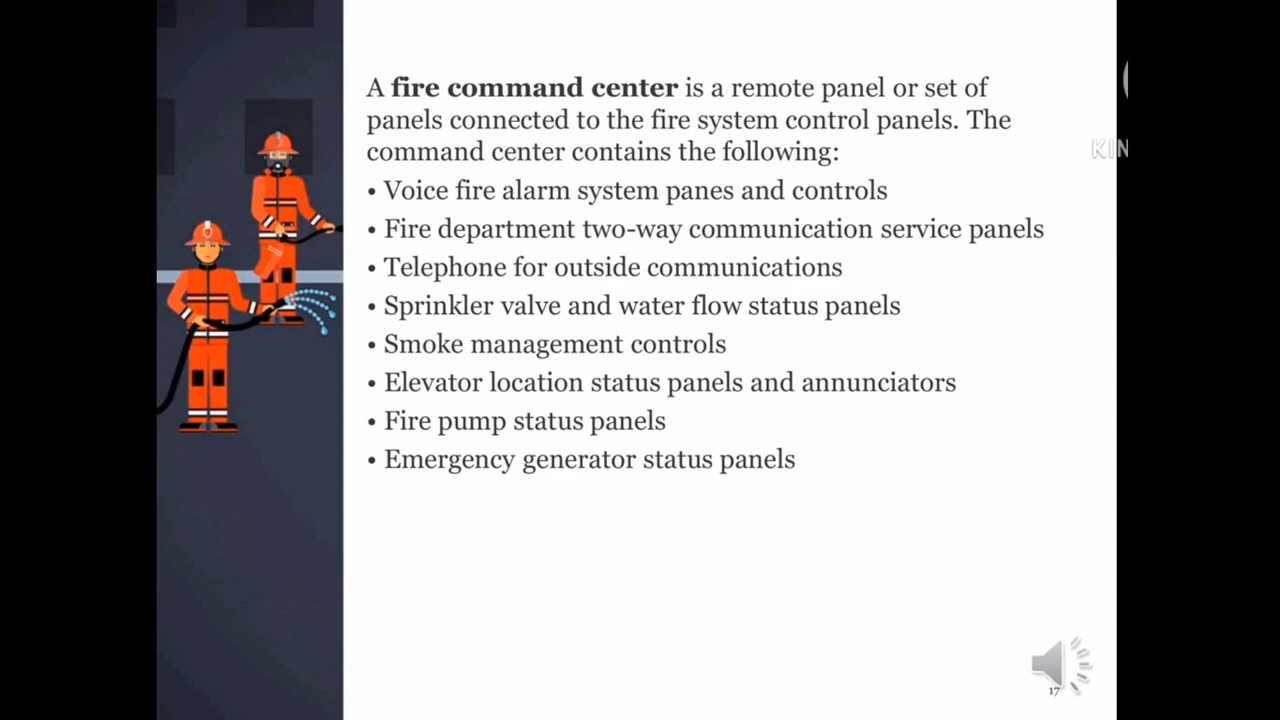 A fire command center is a remote panel or set of
panels connected to the fire system control panels. The
command center contains the following:
• Voice fire alarm system panes and controls
• Fire department two-way communication service panels
• Telephone for outside communications
• Sprinkler valve and water flow status panels
• Smoke management controls
• Elevator location status panels and annunciators
• Fire pump status panels
• Emergency generator status panels
KIN
17